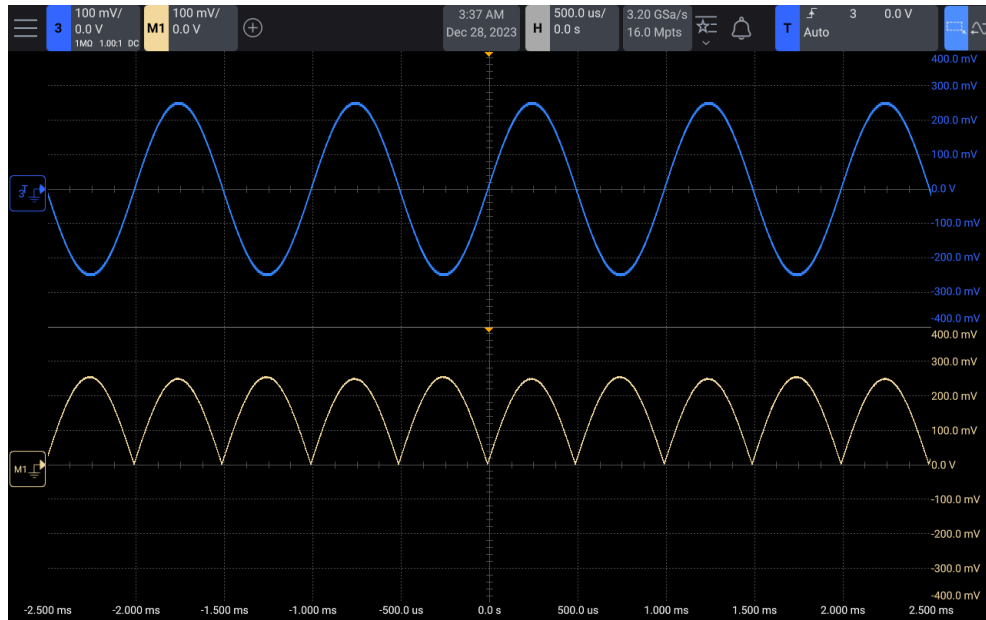 3 100 mV/ 0.0 V 1MΩ 1.00:1 DC
M1 100 mV/ 0.0 V
3:37 AM
Dec 28, 2023
H 500.0 us/ 0.0 s
3.20 GSa/s
16.0 Mpts
T 3 0.0 V
Auto
400.0 mV
300.0 mV
200.0 mV
100.0 mV
3 T 0.0 V
-100.0 mV
-200.0 mV
-300.0 mV
-400.0 mV
400.0 mV
300.0 mV
200.0 mV
100.0 mV
M1 0.0 V
-100.0 mV
-200.0 mV
-300.0 mV
-400.0 mV
-2.500 ms -2.000 ms -1.500 ms -1.000 ms -500.0 us 0.0 s 500.0 us 1.000 ms 1.500 ms 2.000 ms 2.500 ms